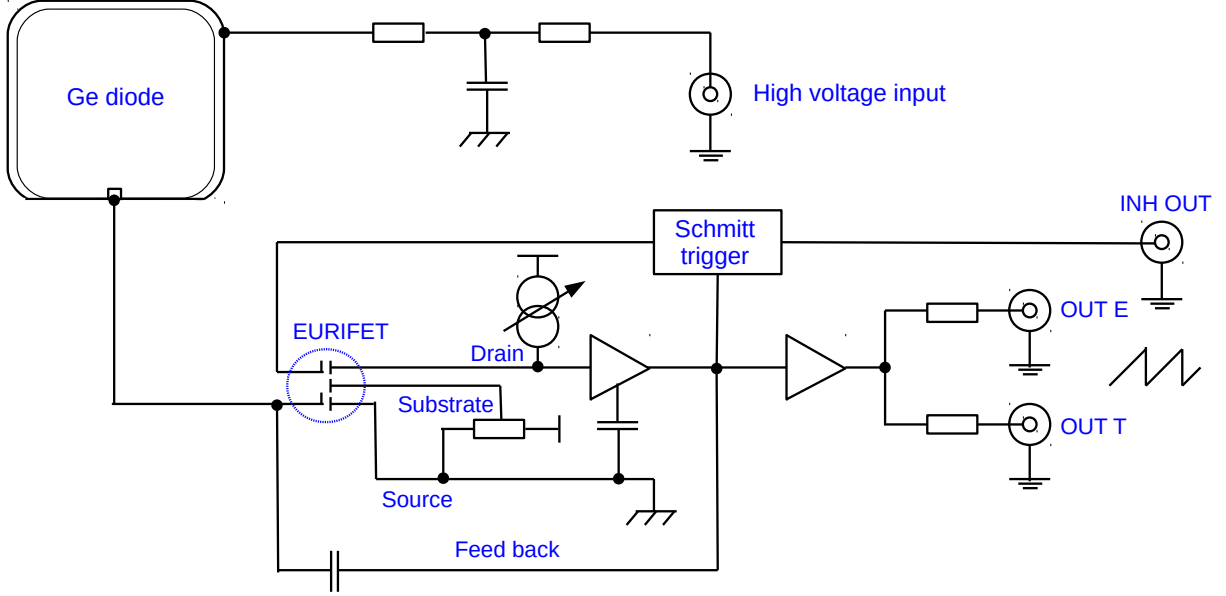 Ge diode
High voltage input
INH OUT
Schmitt
trigger
OUT E
EURIFET
Drain
Substrate
OUT T
Source
Feed back